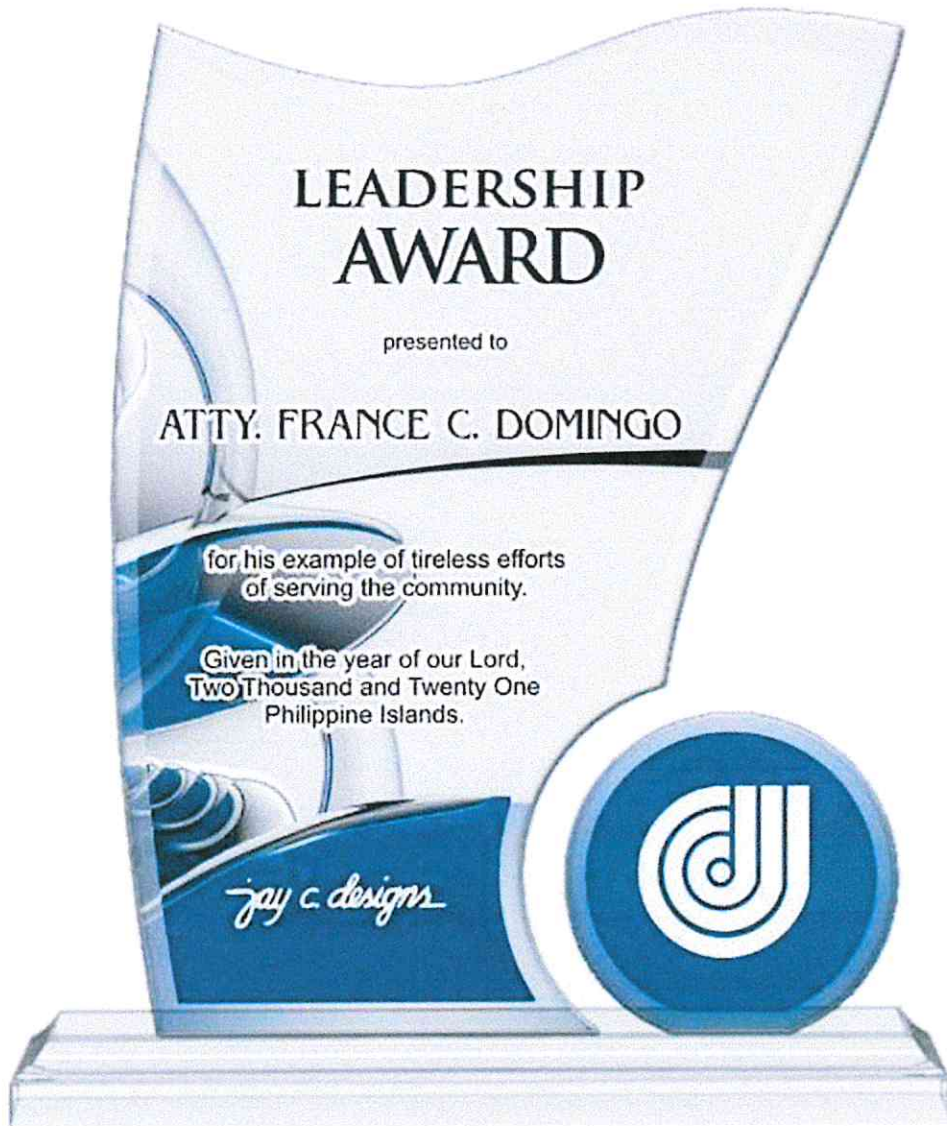 LEADERSHIP
AWARD
presented to
ATTY. FRANCE C. DOMINGO
for his example of tireless efforts
of serving the community.
Given in the year of our Lord,
Two Thousand and Twenty One
Philippine Islands.
jay c. designs